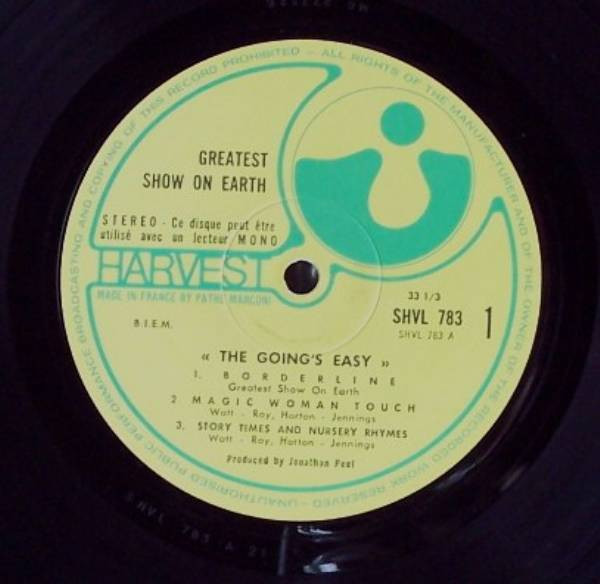 UNAUTHORISED PUBLIC PERFORMANCE BROADCASTING AND COPYING OF THIS RECORD PROHIBITED - ALL RIGHTS OF THE MANUFACTURER AND OF THE OWNER OF THE RECORDED WORK RESERVED -
GREATEST
SHOW ON EARTH
STEREO - Ce disque peut être
utilisé avec un lecteur MONO
HARVEST
MADE IN FRANCE BY PATHE MARCONI
33 1/3
B.I.E.M.
SHVL 783
1
SHVL 783 A
« THE GOING'S EASY »
1. BORDERLINE
Greatest Show On Earth
2 MAGIC WOMAN TOUCH
Watt - Ray, Horton - Jennings
3. STORY TIMES AND NURSERY RHYMES
Watt - Ray, Horton - Jennings
Produced by Jonathan Peel